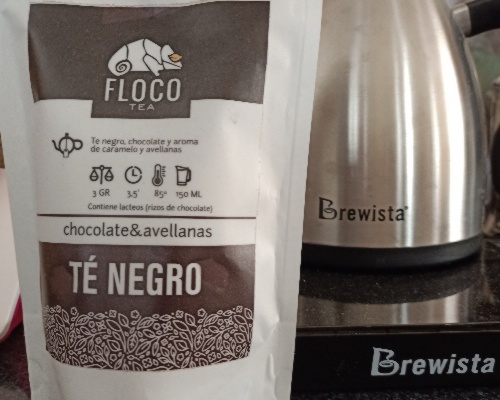 FLOCO
TEA
Te negro, chocolate y aroma
de caramelo y avellanas
3 GR 3,5' 85º 150 ML
Contiene lacteos (rizos de chocolate)
chocolate&avellanas
TÉ NEGRO
Brewista
Brewista